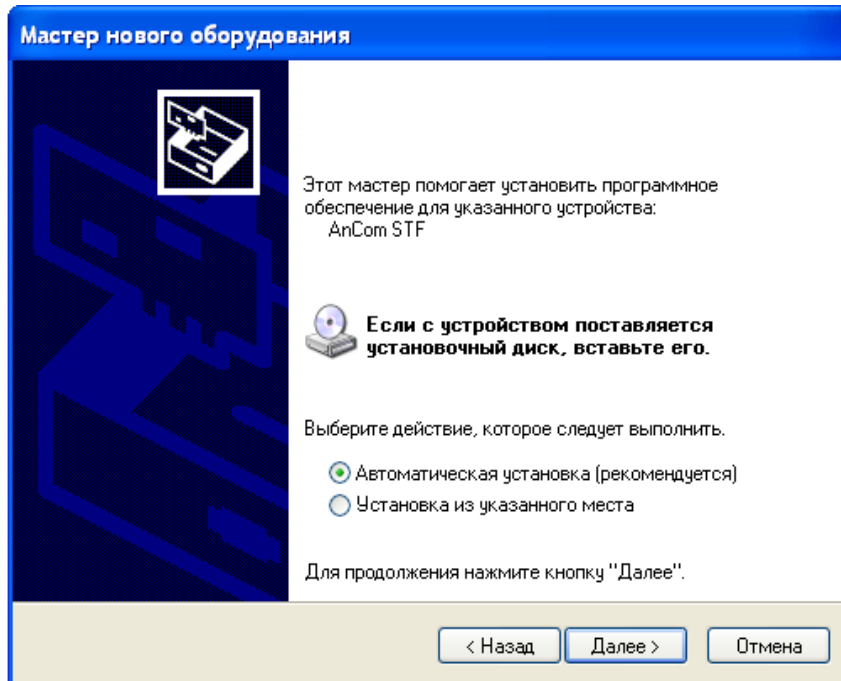 Мастер нового оборудования
Этот мастер помогает установить программное
обеспечение для указанного устройства:
AnCom STF
Если с устройством поставляется
установочный диск, вставьте его.
Выберите действие, которое следует выполнить.
Автоматическая установка (рекомендуется)
Установка из указанного места
Для продолжения нажмите кнопку "Далее".
< Назад
Далее >
Отмена